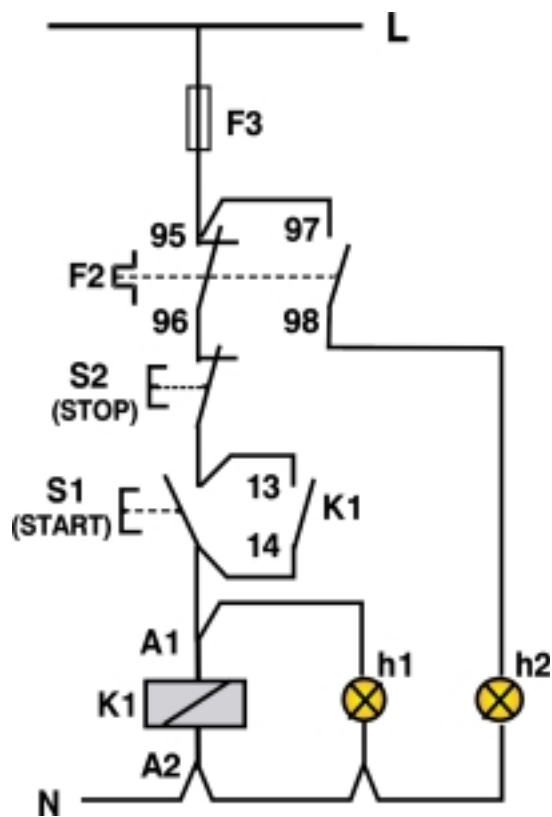 L
F3
95 97
F2
96 98
S2
(STOP)
S1
(START)
13
K1
14
A1
h1 h2
K1
A2
N